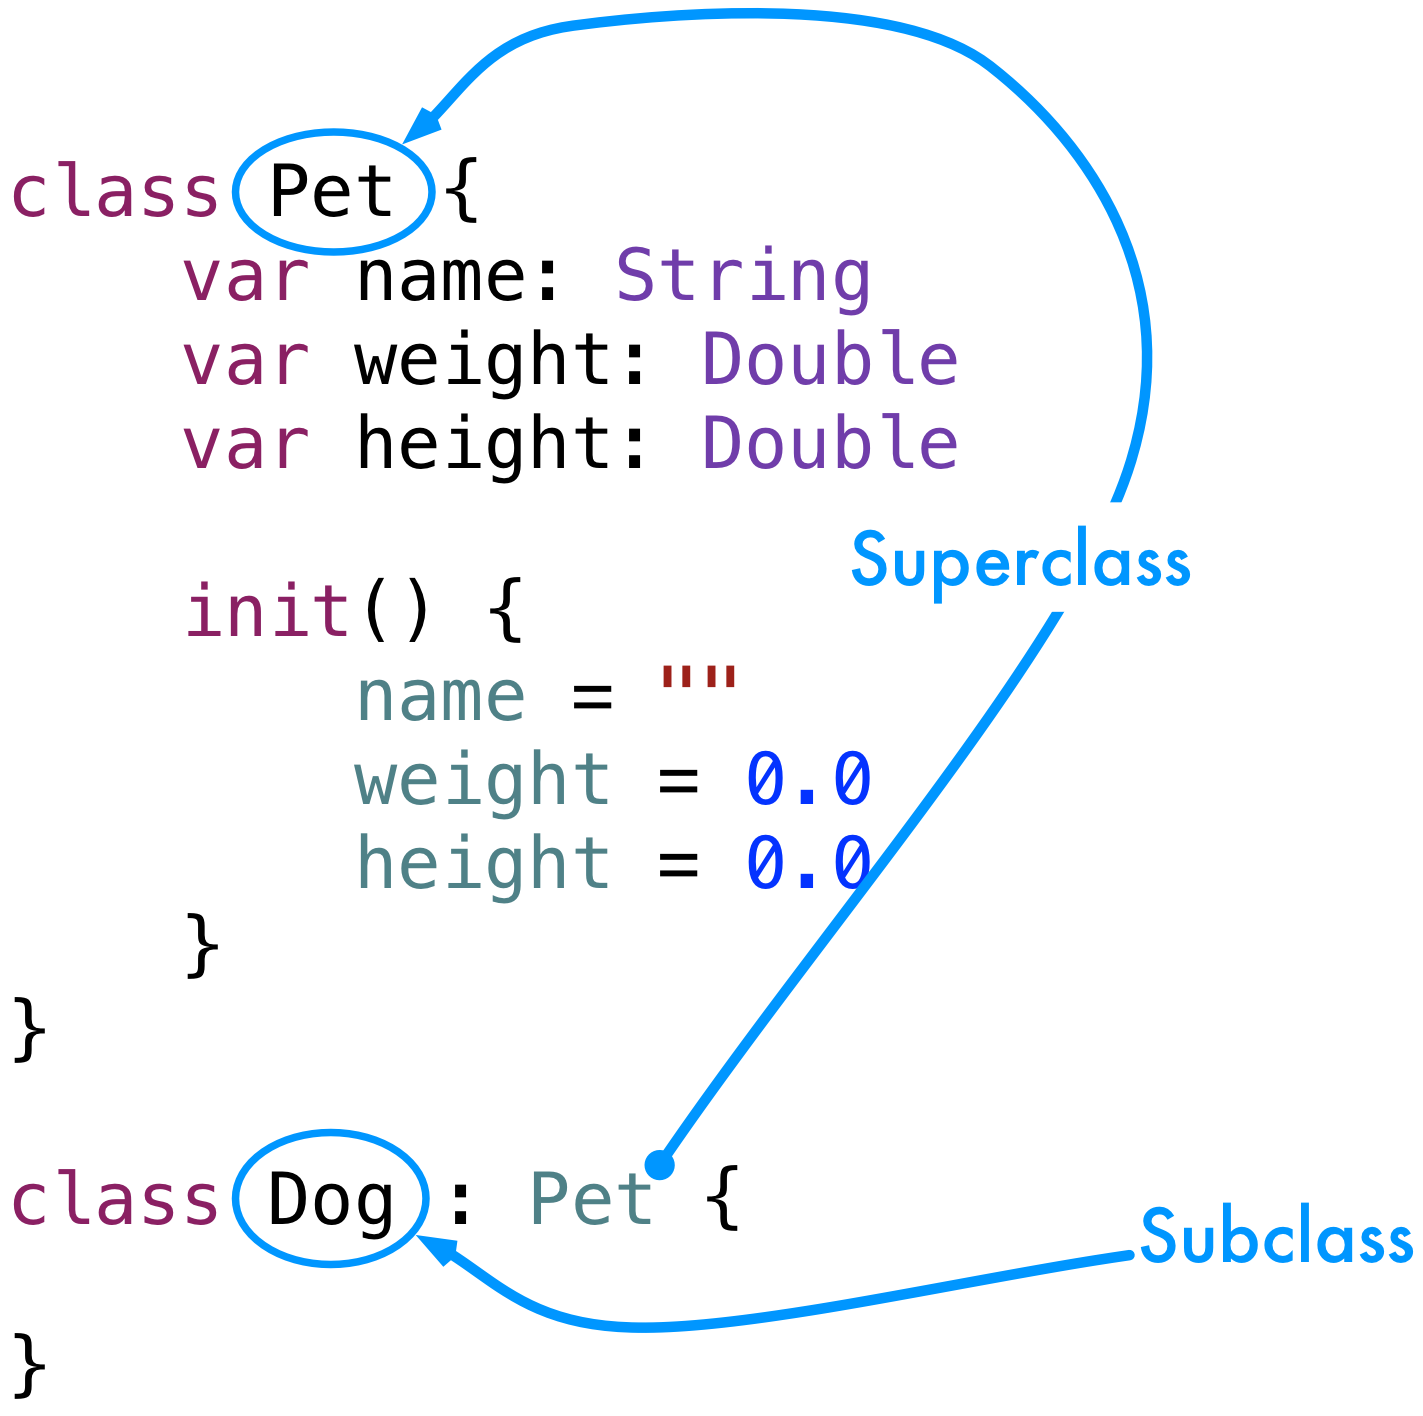 class Pet {
    var name: String
    var weight: Double
    var height: Double
Superclass
    init() {
        name = ""
        weight = 0.0
        height = 0.0
    }
}
class Dog : Pet {
Subclass
}